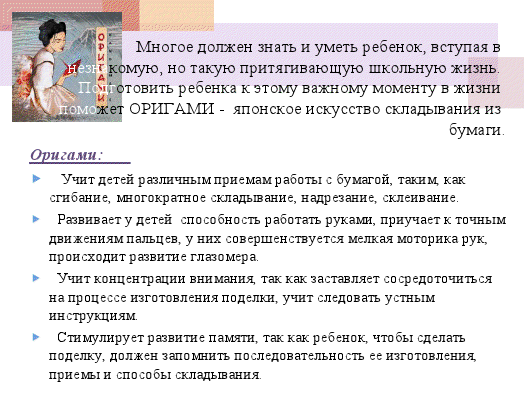 ОРИГАМИ
Многое должен знать и уметь ребенок, вступая в
незнакомую, но такую притягивающую школьную жизнь.
Подготовить ребенка к этому важному моменту в жизни
поможет ОРИГАМИ - японское искусство складывания из
бумаги.
Оригами:
Учит детей различным приемам работы с бумагой, таким, как
сгибание, многократное складывание, надрезание, склеивание.
Развивает у детей способность работать руками, приучает к точным
движениям пальцев, у них совершенствуется мелкая моторика рук,
происходит развитие глазомера.
Учит концентрации внимания, так как заставляет сосредоточиться
на процессе изготовления поделки, учит следовать устным
инструкциям.
Стимулирует развитие памяти, так как ребенок, чтобы сделать
поделку, должен запомнить последовательность ее изготовления,
приемы и способы складывания.